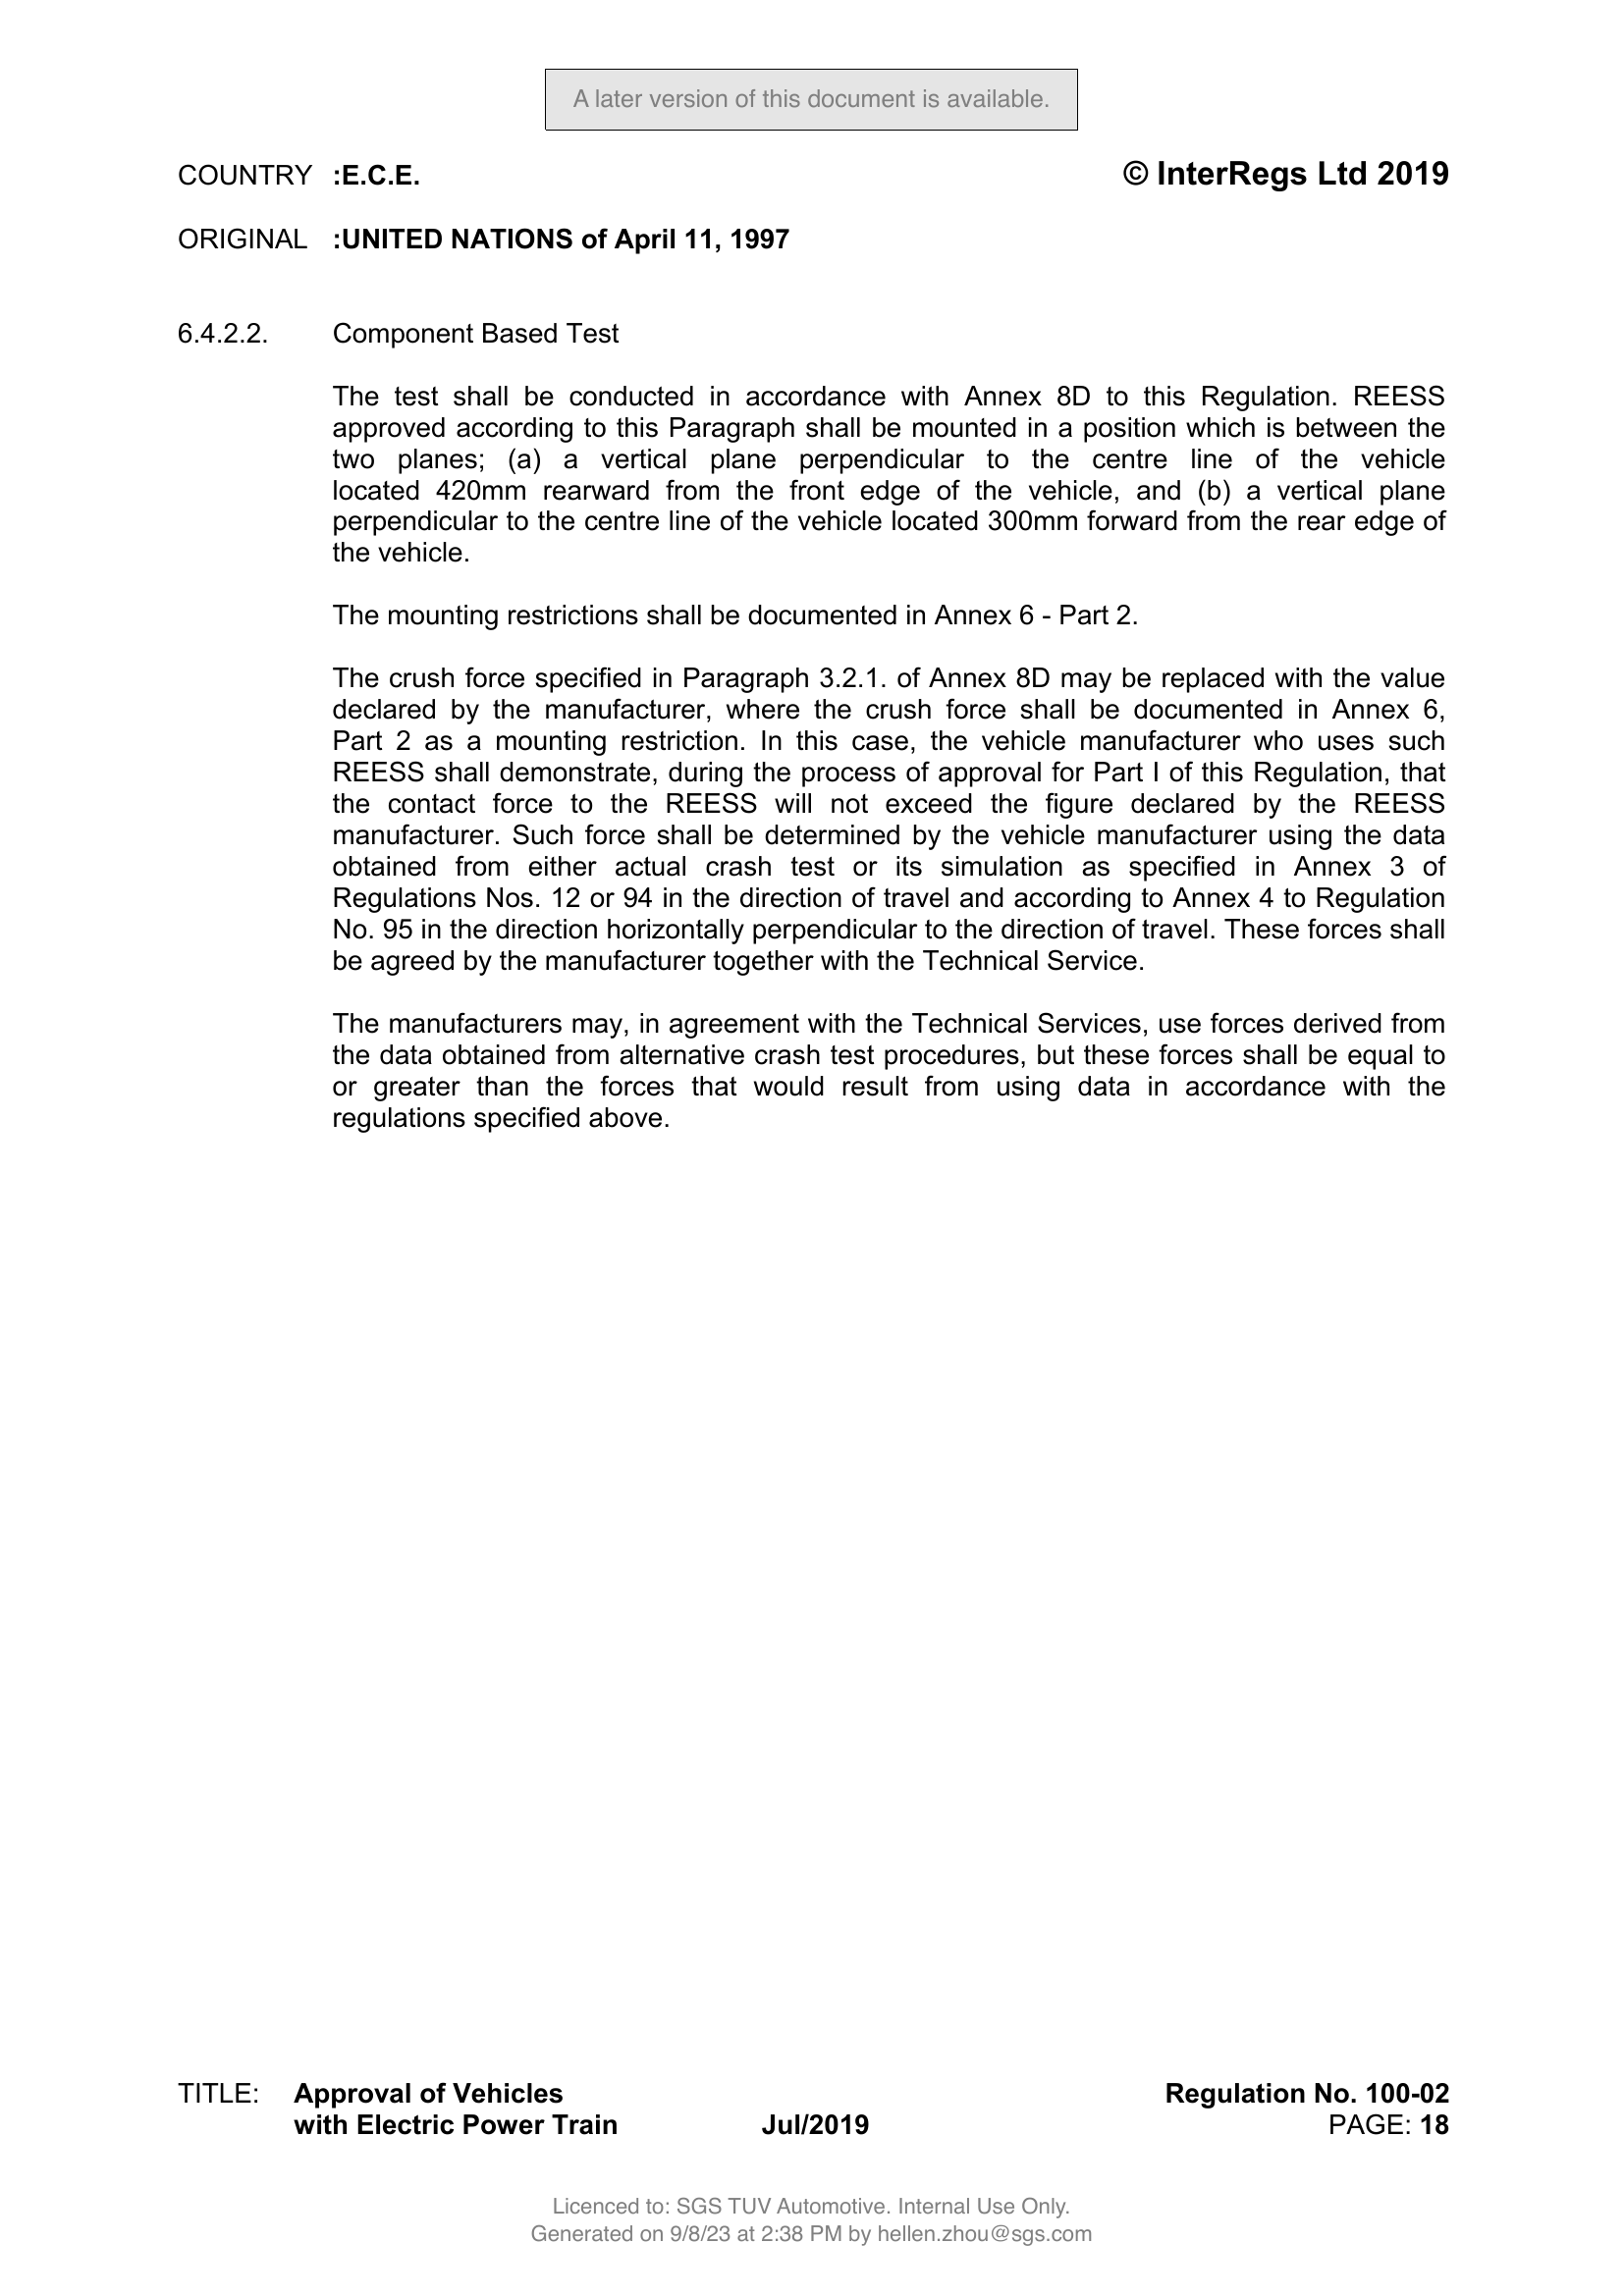 A later version of this document is available.
COUNTRY :E.C.E. © InterRegs Ltd 2019
ORIGINAL :UNITED NATIONS of April 11, 1997
6.4.2.2. Component Based Test
The test shall be conducted in accordance with Annex 8D to this Regulation. REESS
approved according to this Paragraph shall be mounted in a position which is between the
two planes; (a) a vertical plane perpendicular to the centre line of the vehicle
located 420mm rearward from the front edge of the vehicle, and (b) a vertical plane
perpendicular to the centre line of the vehicle located 300mm forward from the rear edge of
the vehicle.
The mounting restrictions shall be documented in Annex 6 - Part 2.
The crush force specified in Paragraph 3.2.1. of Annex 8D may be replaced with the value
declared by the manufacturer, where the crush force shall be documented in Annex 6,
Part 2 as a mounting restriction. In this case, the vehicle manufacturer who uses such
REESS shall demonstrate, during the process of approval for Part I of this Regulation, that
the contact force to the REESS will not exceed the figure declared by the REESS
manufacturer. Such force shall be determined by the vehicle manufacturer using the data
obtained from either actual crash test or its simulation as specified in Annex 3 of
Regulations Nos. 12 or 94 in the direction of travel and according to Annex 4 to Regulation
No. 95 in the direction horizontally perpendicular to the direction of travel. These forces shall
be agreed by the manufacturer together with the Technical Service.
The manufacturers may, in agreement with the Technical Services, use forces derived from
the data obtained from alternative crash test procedures, but these forces shall be equal to
or greater than the forces that would result from using data in accordance with the
regulations specified above.
TITLE: Approval of Vehicles Regulation No. 100-02
with Electric Power Train Jul/2019 PAGE: 18
Licenced to: SGS TUV Automotive. Internal Use Only.
Generated on 9/8/23 at 2:38 PM by hellen.zhou@sgs.com